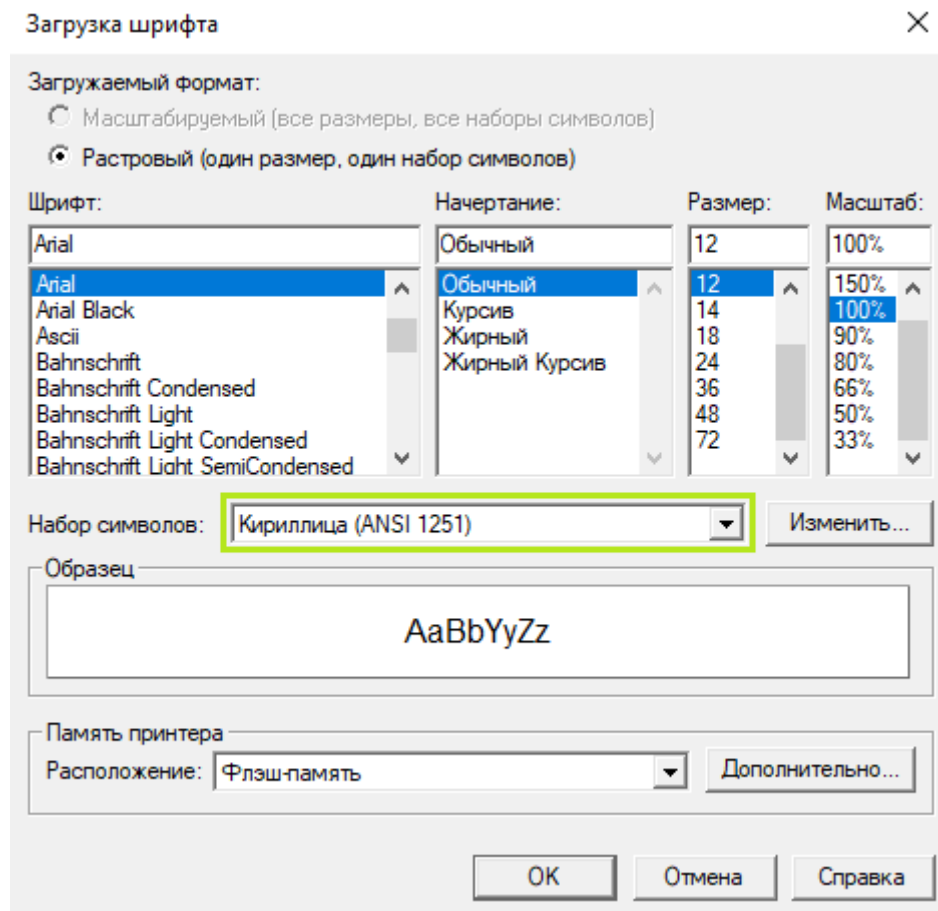 Загрузка шрифта
Загружаемый формат:
Масштабируемый (все размеры, все наборы символов)
Растровый (один размер, один набор символов)
Шрифт: Начертание: Размер: Масштаб:
Arial Обычный 12 100%
Arial Обычный 12 150%
Arial Black Курсив 14 100%
Ascii Жирный 18 90%
Bahnschrift Жирный Курсив 24 80%
Bahnschrift Condensed 36 66%
Bahnschrift Light 48 50%
Bahnschrift Light Condensed 72 33%
Bahnschrift Light SemiCondensed
Набор символов: Кириллица (ANSI 1251) Изменить...
Образец
AaBbYyZz
Память принтера
Расположение: Флэш-память Дополнительно...
OK Отмена Справка